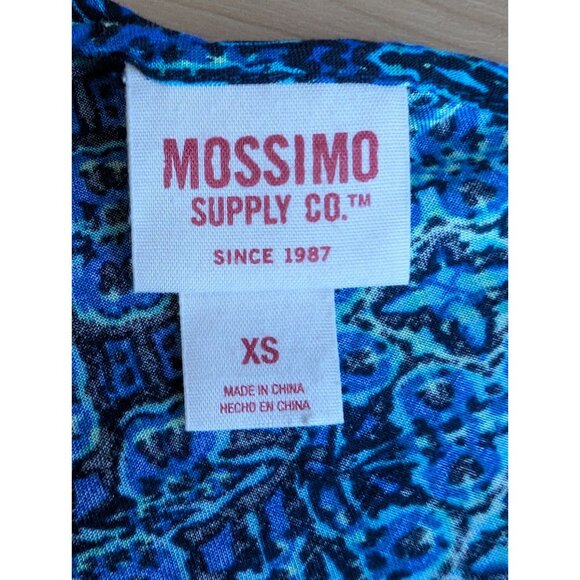 MOSSIMO
SUPPLY CO.™
SINCE 1987
XS
MADE IN CHINA
HECHO EN CHINA